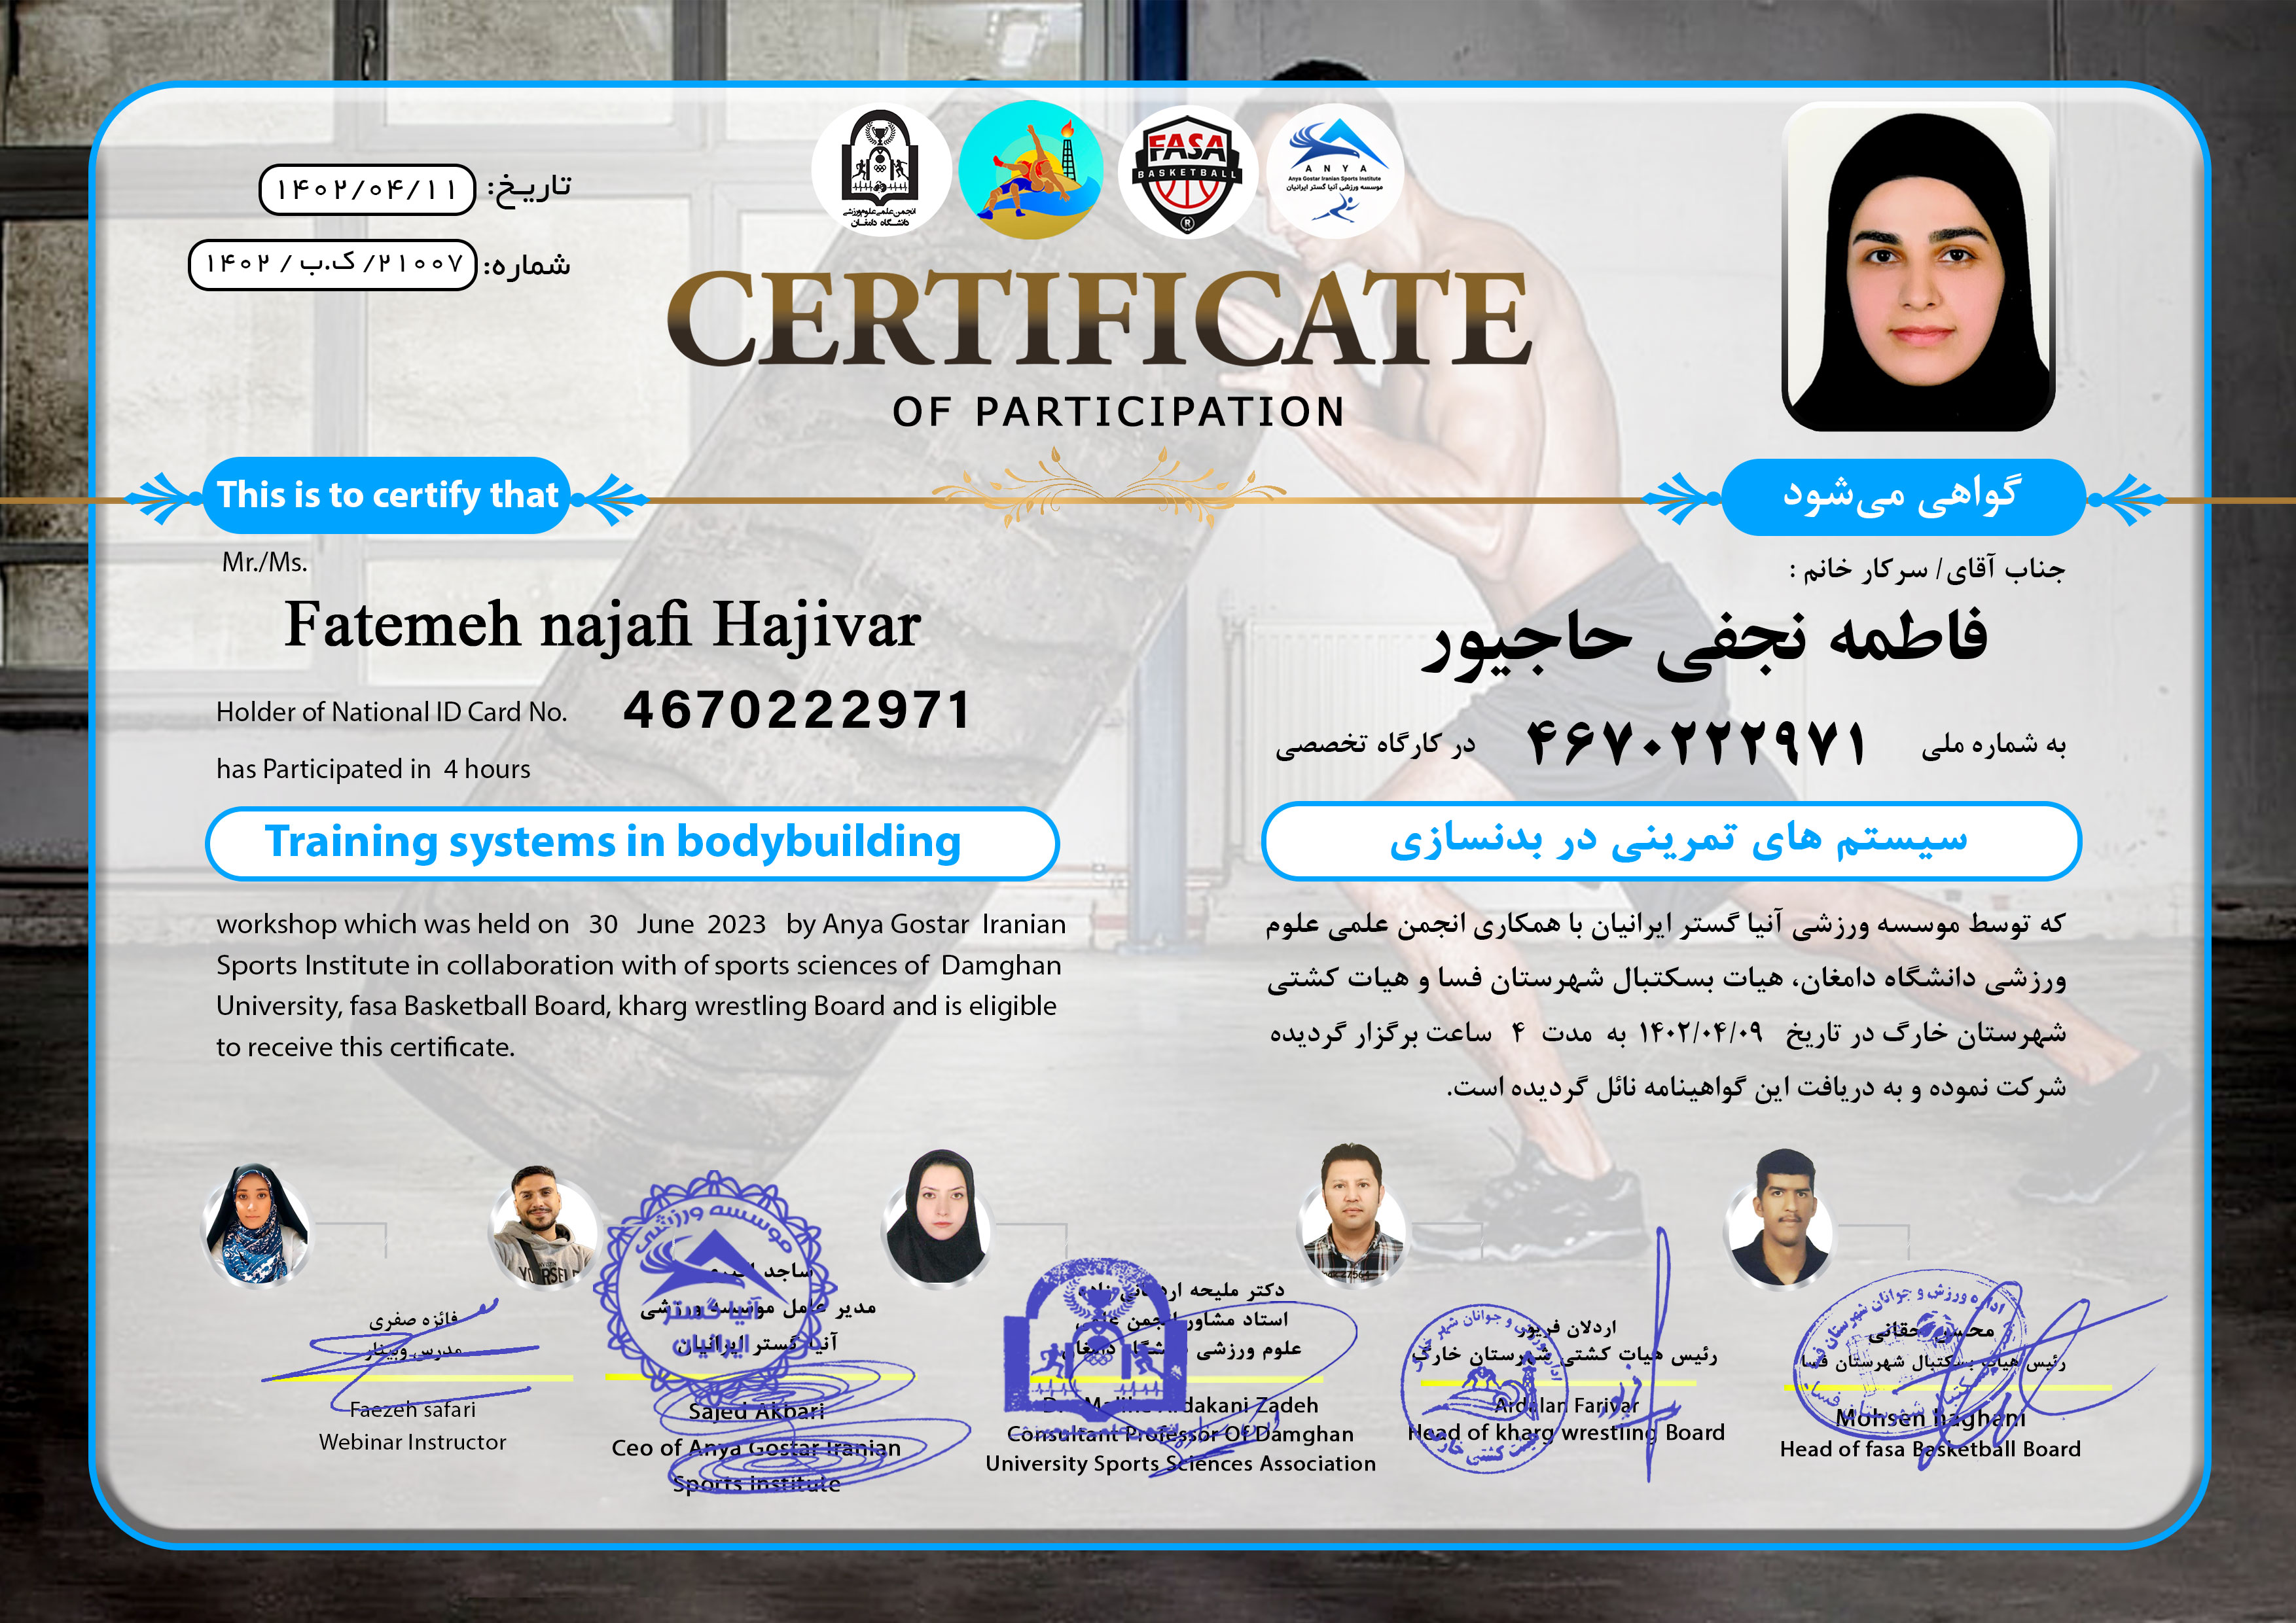 انجمن علمی علوم ورزشی
دانشگاه دامغان
FASA
BASKETBALL
ANYA
Anya Gostar Iranian Sports Institute
موسسه ورزشی آنیا گستر ایرانیان
تاریخ: ۱۴۰۲/۰۴/۱۱
شماره: ۲۱۰۰۷/ ک.ب / ۱۴۰۲
CERTIFICATE
OF PARTICIPATION
This is to certify that
Mr./Ms.
Fatemeh najafi Hajivar
Holder of National ID Card No. 4670222971
has Participated in 4 hours
Training systems in bodybuilding
workshop which was held on 30 June 2023 by Anya Gostar Iranian
Sports Institute in collaboration with of sports sciences of Damghan
University, fasa Basketball Board, kharg wrestling Board and is eligible
to receive this certificate.
گواهی می‌شود
جناب آقای/ سرکار خانم :
فاطمه نجفی حاجیور
به شماره ملی ۴۶۷۰۲۲۲۹۷۱ در کارگاه تخصصی
سیستم های تمرینی در بدنسازی
که توسط موسسه ورزشی آنیا گستر ایرانیان با همکاری انجمن علمی علوم
ورزشی دانشگاه دامغان، هیات بسکتبال شهرستان فسا و هیات کشتی
شهرستان خارگ در تاریخ ۱۴۰۲/۰۴/۰۹ به مدت ۴ ساعت برگزار گردیده
شرکت نموده و به دریافت این گواهینامه نائل گردیده است.
فائزه صفری
مدرس وبینار
Faezeh safari
Webinar Instructor
موسسه ورزشی
آنیا گستر
ایرانیان
ساجد
مدیر عامل موسسه ورزشی
آنیا گستر ایرانیان
Sajed Akbari
Ceo of Anya Gostar Iranian
Sports Institute
دکتر ملیحه
استاد مشاور انجمن علمی
علوم ورزشی دانشگاه دامغان
Ardakani Zadeh
Consultant Professor Of Damghan
University Sports Sciences Association
اردلان فریور
رئیس هیات کشتی شهرستان خارگ
Ardalan Farivar
Head of kharg wrestling Board
محسن حقانی
رئیس هیات بسکتبال شهرستان فسا
Mohsen haghani
Head of fasa Basketball Board